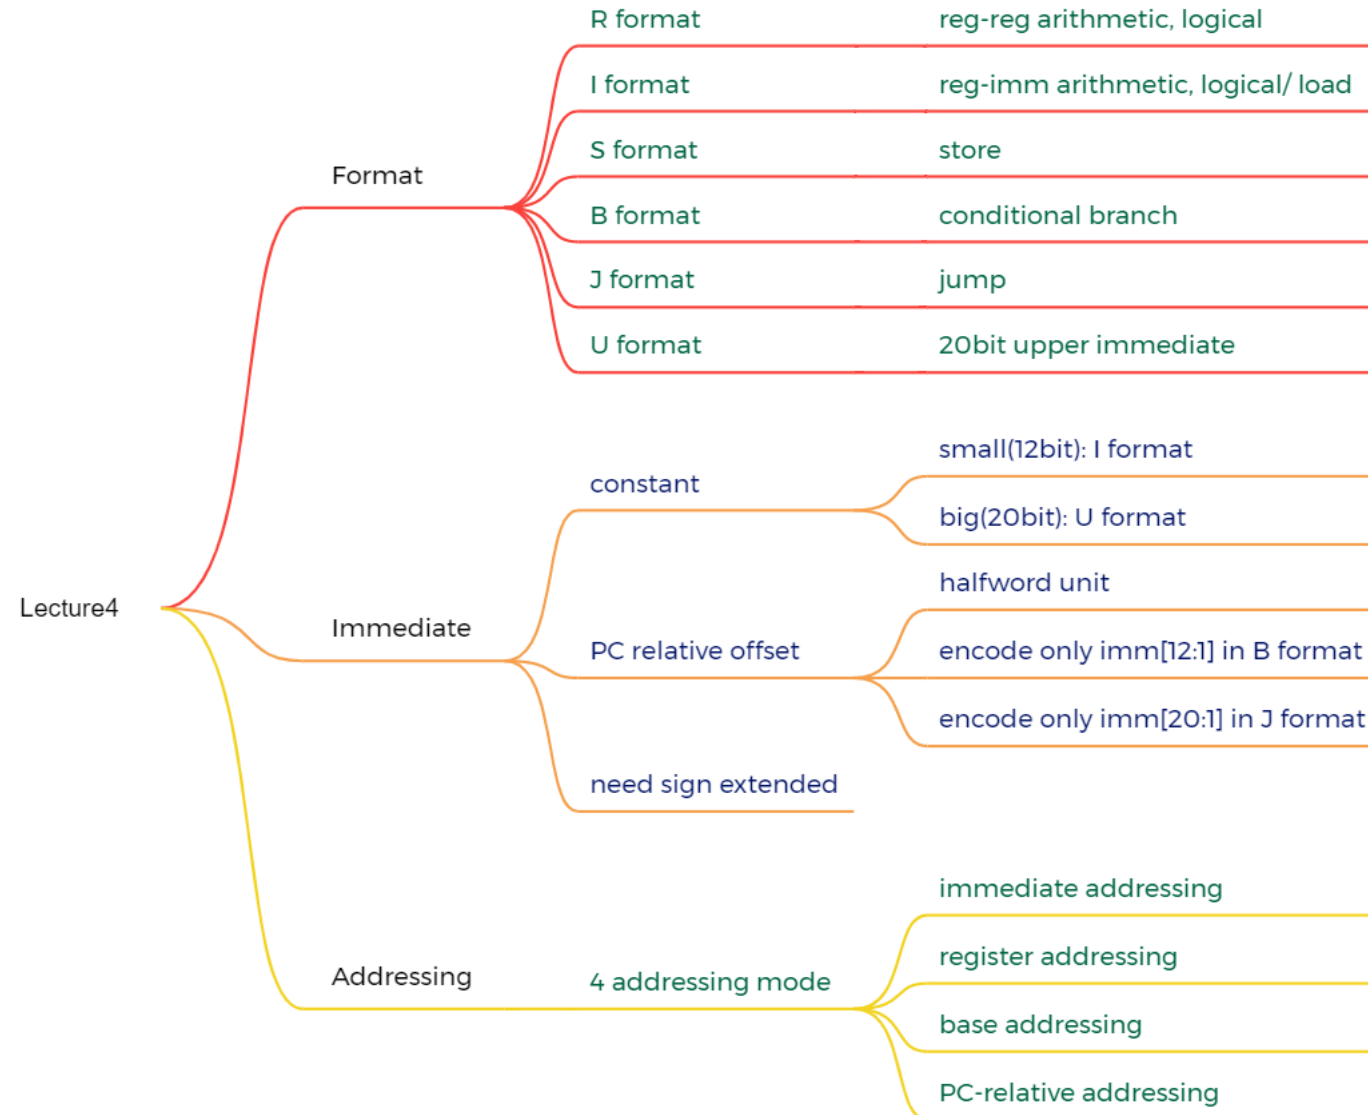 Lecture4
Format
R format
reg-reg arithmetic, logical
I format
reg-imm arithmetic, logical/ load
S format
store
B format
conditional branch
J format
jump
U format
20bit upper immediate
Immediate
constant
small(12bit): I format
big(20bit): U format
PC relative offset
halfword unit
encode only imm[12:1] in B format
encode only imm[20:1] in J format
need sign extended
Addressing
4 addressing mode
immediate addressing
register addressing
base addressing
PC-relative addressing